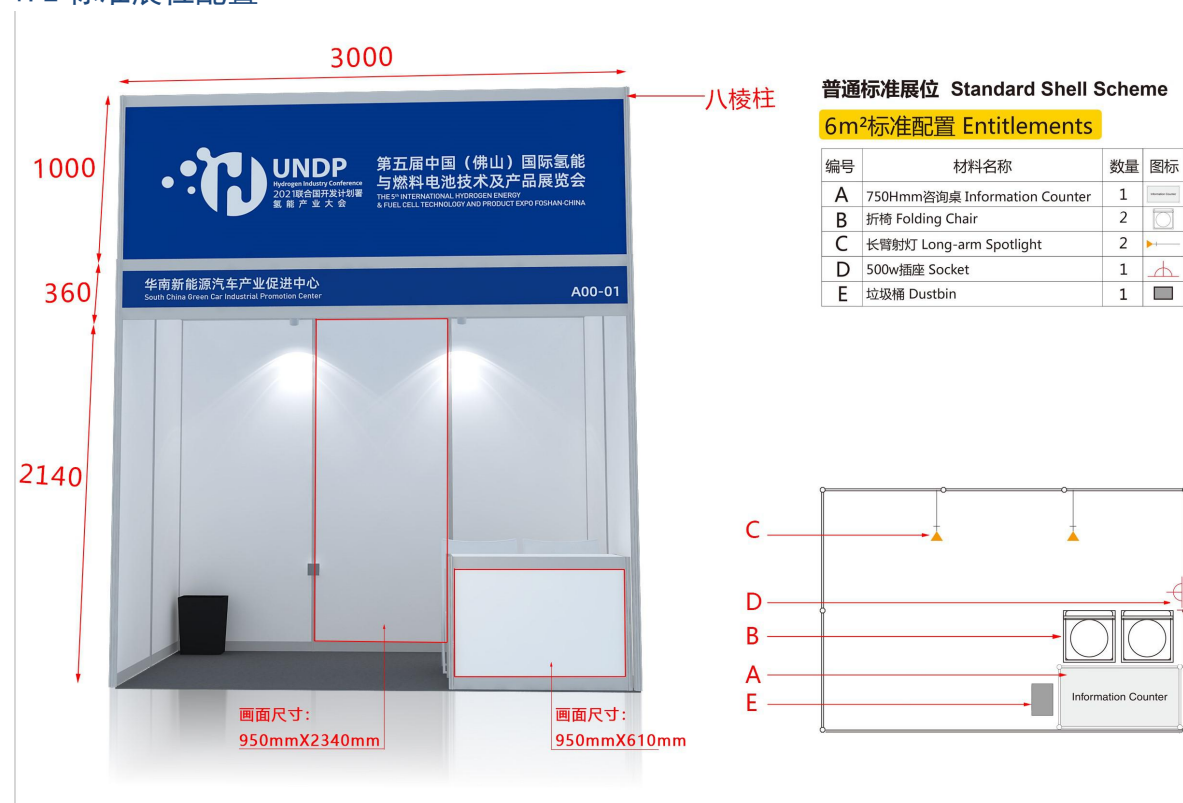 3000
八棱柱
1000
UNDP
Hydrogen Industry Conference
2021联合国开发计划署
氢能产业大会
第五届中国（佛山）国际氢能
与燃料电池技术及产品展览会
THE 5TH INTERNATIONAL HYDROGEN ENERGY
& FUEL CELL TECHNOLOGY AND PRODUCT EXPO FOSHAN·CHINA
360
华南新能源汽车产业促进中心
South China Green Car Industrial Promotion Center
A00-01
2140
画面尺寸：
950mmX2340mm
画面尺寸：
950mmX610mm
普通标准展位 Standard Shell Scheme
6m²标准配置 Entitlements
编号 材料名称 数量 图标
A 750Hmm咨询桌 Information Counter 1
B 折椅 Folding Chair 2
C 长臂射灯 Long-arm Spotlight 2
D 500w插座 Socket 1
E 垃圾桶 Dustbin 1
C
D
B
A
E
Information Counter